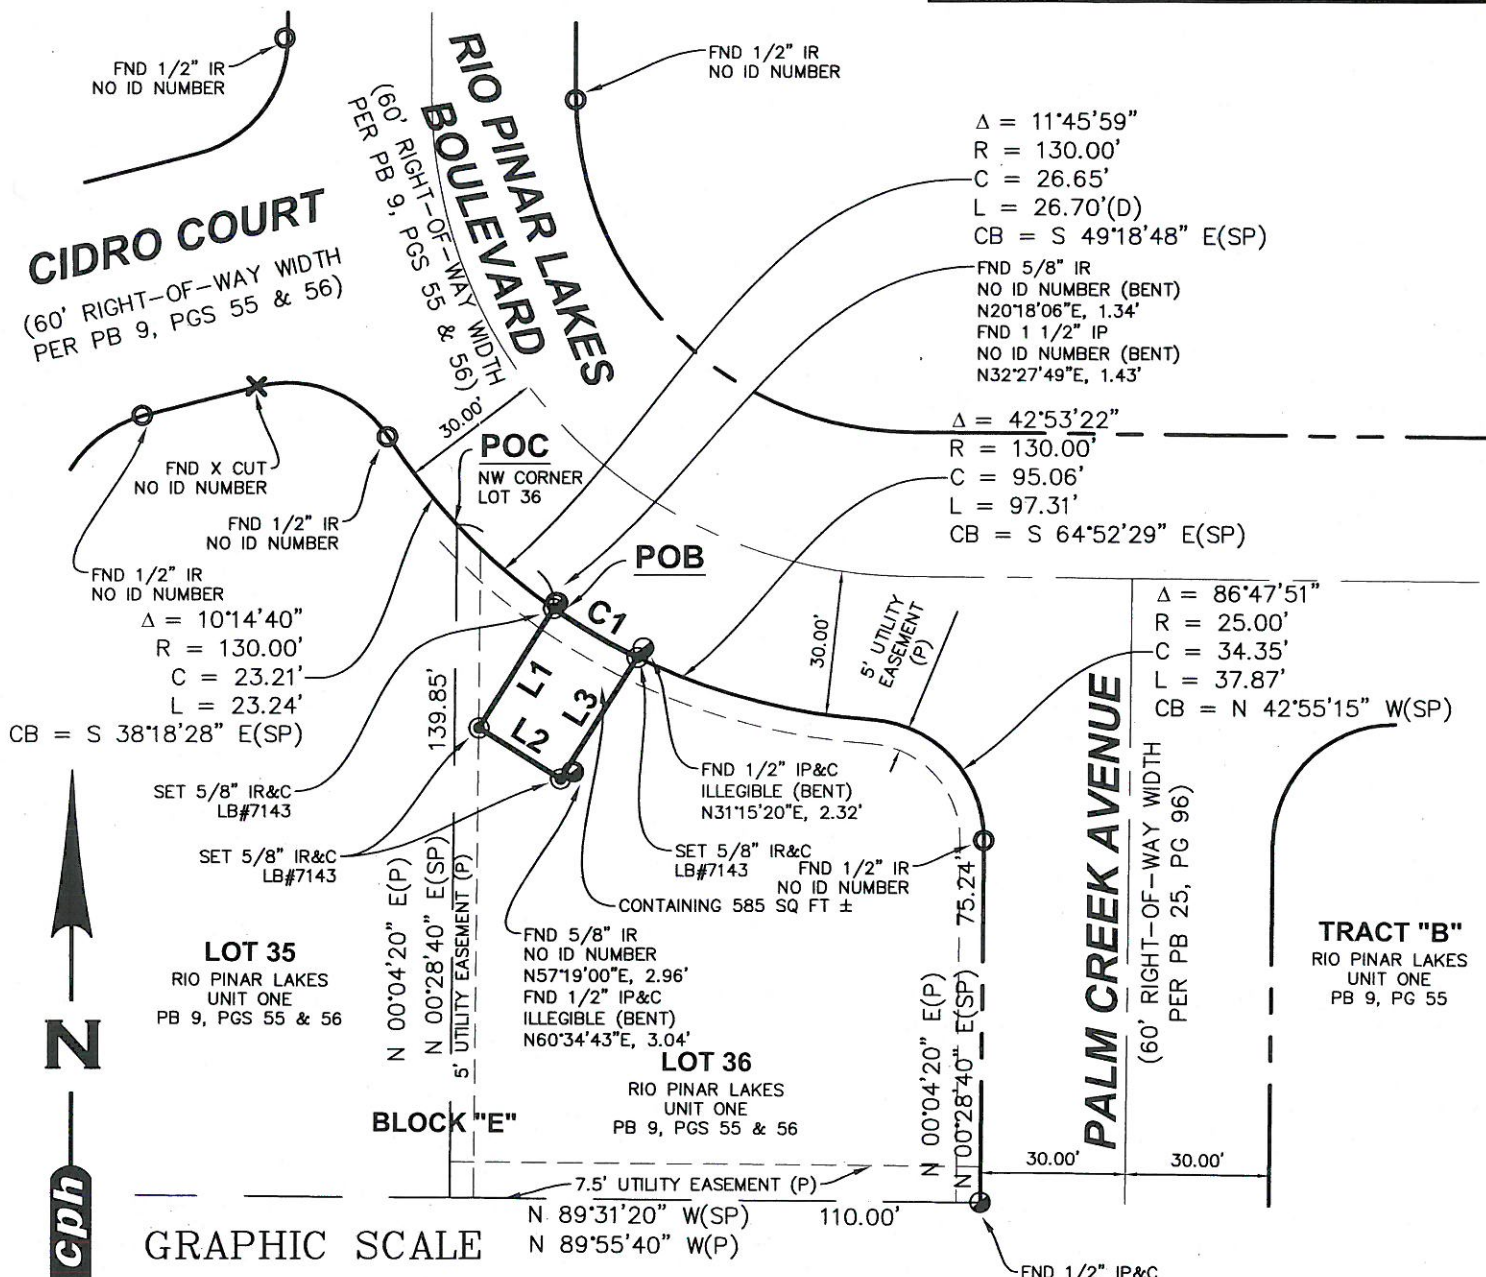 FND 1/2" IR
NO ID NUMBER
RIO PINAR LAKES
BOULEVARD
(60' RIGHT-OF-WAY WIDTH
PER PB 9, PGS 55 & 56)
FND 1/2" IR
NO ID NUMBER
Δ = 11°45'59"
R = 130.00'
C = 26.65'
L = 26.70'(D)
CB = S 49°18'48" E(SP)
CIDRO COURT
(60' RIGHT-OF-WAY WIDTH
PER PB 9, PGS 55 & 56)
FND 5/8" IR
NO ID NUMBER (BENT)
N20°18'06"E, 1.34'
FND 1 1/2" IP
NO ID NUMBER (BENT)
N32°27'49"E, 1.43'
30.00'
POC
NW CORNER
LOT 36
Δ = 42°53'22"
R = 130.00'
C = 95.06'
L = 97.31'
CB = S 64°52'29" E(SP)
FND X CUT
NO ID NUMBER
FND 1/2" IR
NO ID NUMBER
FND 1/2" IR
NO ID NUMBER
POB
Δ = 10°14'40"
R = 130.00'
C = 23.21'
L = 23.24'
CB = S 38°18'28" E(SP)
C1
L1
L2
L3
139.85'
30.00'
5' UTILITY
EASEMENT
(P)
Δ = 86°47'51"
R = 25.00'
C = 34.35'
L = 37.87'
CB = N 42°55'15" W(SP)
SET 5/8" IR&C
LB#7143
SET 5/8" IR&C
LB#7143
FND 1/2" IP&C
ILLEGIBLE (BENT)
N31°15'20"E, 2.32'
SET 5/8" IR&C
LB#7143
FND 1/2" IR
NO ID NUMBER
CONTAINING 585 SQ FT ±
FND 5/8" IR
NO ID NUMBER
N57°19'00"E, 2.96'
FND 1/2" IP&C
ILLEGIBLE (BENT)
N60°34'43"E, 3.04'
N 00°04'20" E(P)
N 00°28'40" E(SP)
5' UTILITY EASEMENT (P)
LOT 35
RIO PINAR LAKES
UNIT ONE
PB 9, PGS 55 & 56
LOT 36
RIO PINAR LAKES
UNIT ONE
PB 9, PGS 55 & 56
BLOCK "E"
75.24'
N 00°04'20" E(P)
N 00°28'40" E(SP)
PALM CREEK AVENUE
(60' RIGHT-OF-WAY WIDTH
PER PB 25, PG 96)
TRACT "B"
RIO PINAR LAKES
UNIT ONE
PB 9, PG 55
30.00'
30.00'
N
cph
7.5' UTILITY EASEMENT (P)
N 89°31'20" W(SP)
110.00'
N 89°55'40" W(P)
GRAPHIC SCALE
FND 1/2" IP&C